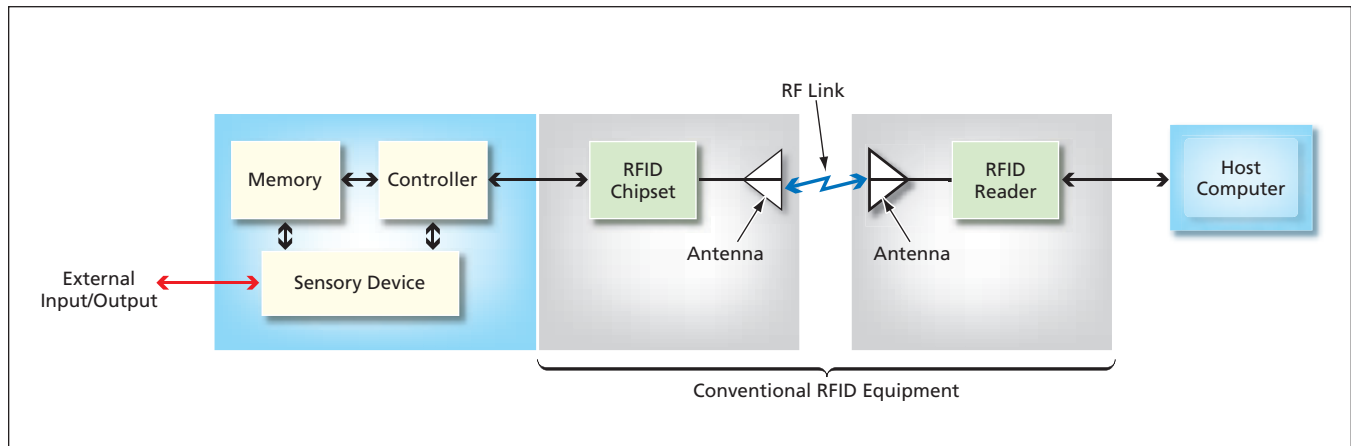 RF Link
Memory
Controller
RFID
Chipset
RFID
Reader
Host
Computer
Antenna
Antenna
External
Input/Output
Sensory Device
Conventional RFID Equipment